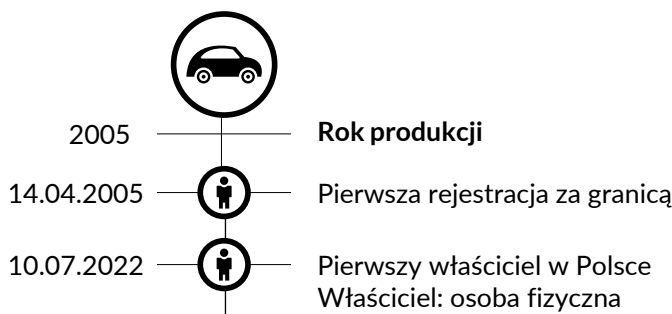 2005 Rok produkcji
14.04.2005 Pierwsza rejestracja za granicą
10.07.2022 Pierwszy właściciel w Polsce
Właściciel: osoba fizyczna